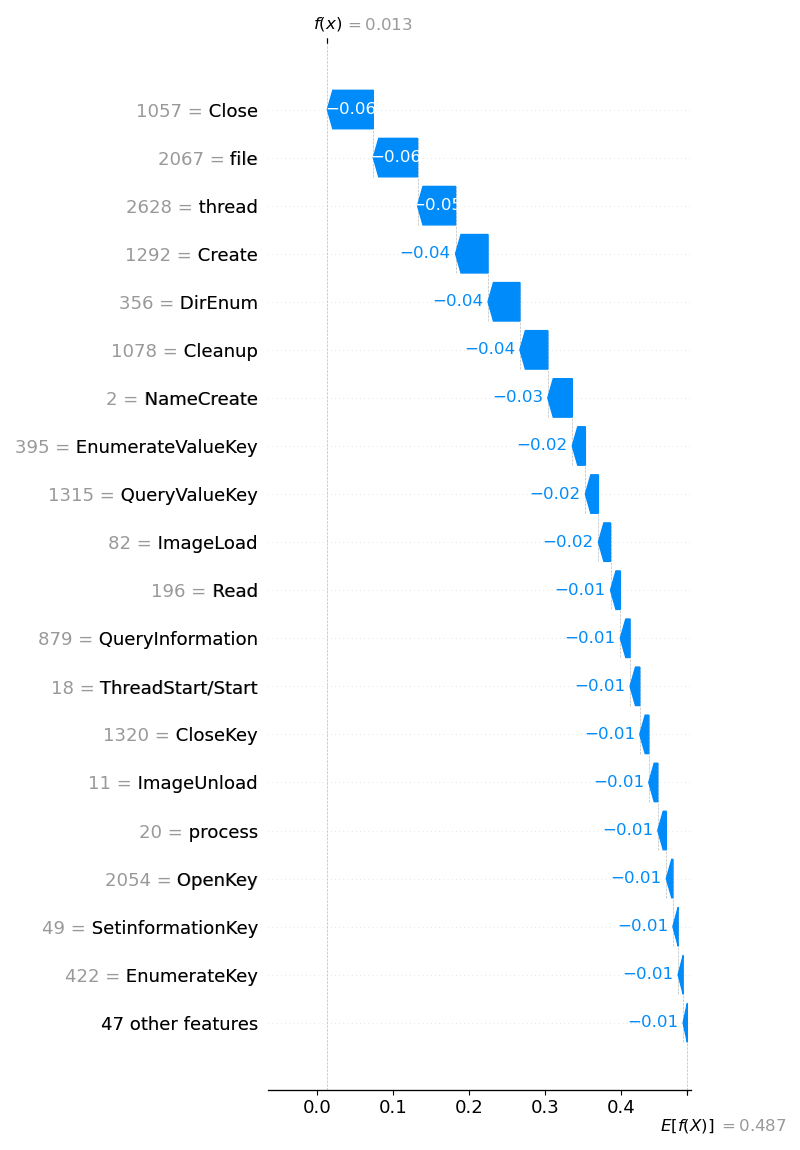 f(x) = 0.013
1057 = Close −0.06
2067 = file −0.06
2628 = thread −0.05
1292 = Create −0.04
356 = DirEnum −0.04
1078 = Cleanup −0.04
2 = NameCreate −0.03
395 = EnumerateValueKey −0.02
1315 = QueryValueKey −0.02
82 = ImageLoad −0.02
196 = Read −0.01
879 = QueryInformation −0.01
18 = ThreadStart/Start −0.01
1320 = CloseKey −0.01
11 = ImageUnload −0.01
20 = process −0.01
2054 = OpenKey −0.01
49 = SetinformationKey −0.01
422 = EnumerateKey −0.01
47 other features −0.01
0.0 0.1 0.2 0.3 0.4
E[f(X)] = 0.487